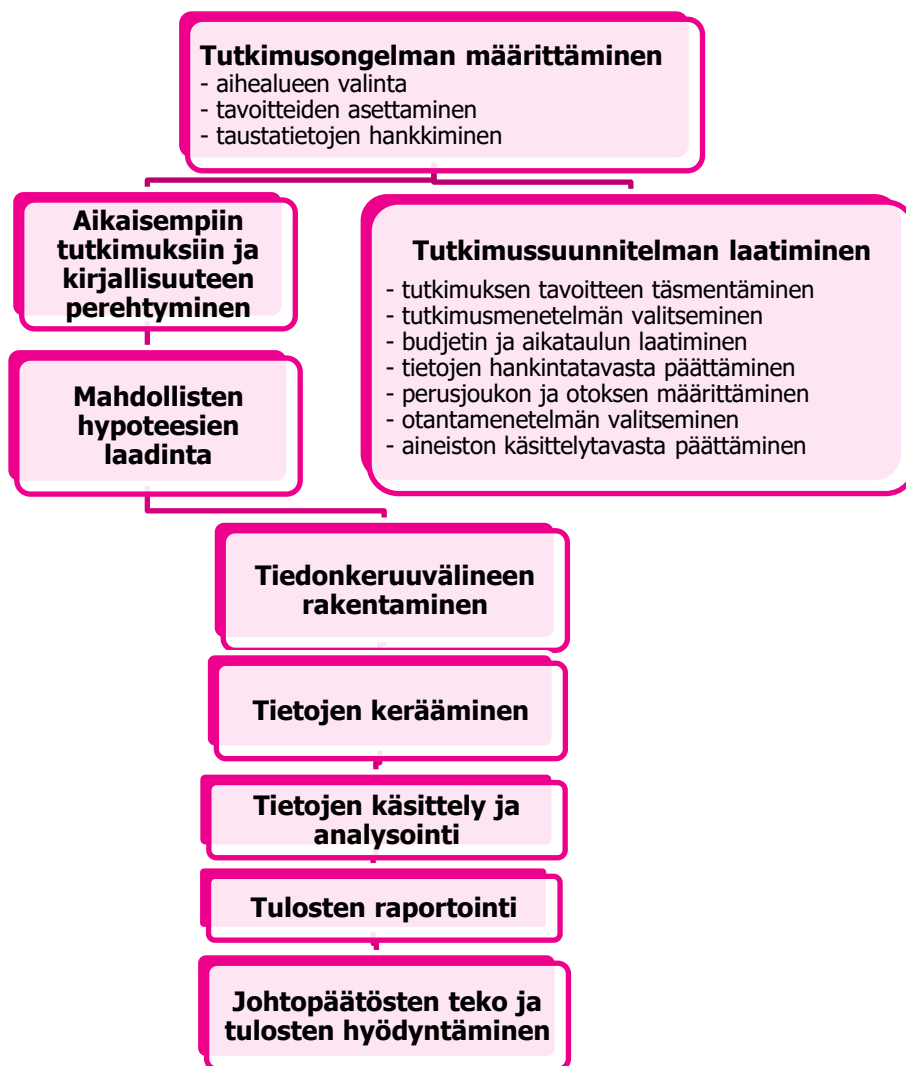 Tutkimusongelman määrittäminen
- aihealueen valinta
- tavoitteiden asettaminen
- taustatietojen hankkiminen
Aikaisempiin
tutkimuksiin ja
kirjallisuuteen
perehtyminen
Tutkimussuunnitelman laatiminen
- tutkimuksen tavoitteen täsmentäminen
- tutkimusmenetelmän valitseminen
- budjetin ja aikataulun laatiminen
- tietojen hankintatavasta päättäminen
- perusjoukon ja otoksen määrittäminen
- otantamenetelmän valitseminen
- aineiston käsittelytavasta päättäminen
Mahdollisten
hypoteesien
laadinta
Tiedonkeruuvälineen
rakentaminen
Tietojen kerääminen
Tietojen käsittely ja
analysointi
Tulosten raportointi
Johtopäätösten teko ja
tulosten hyödyntäminen